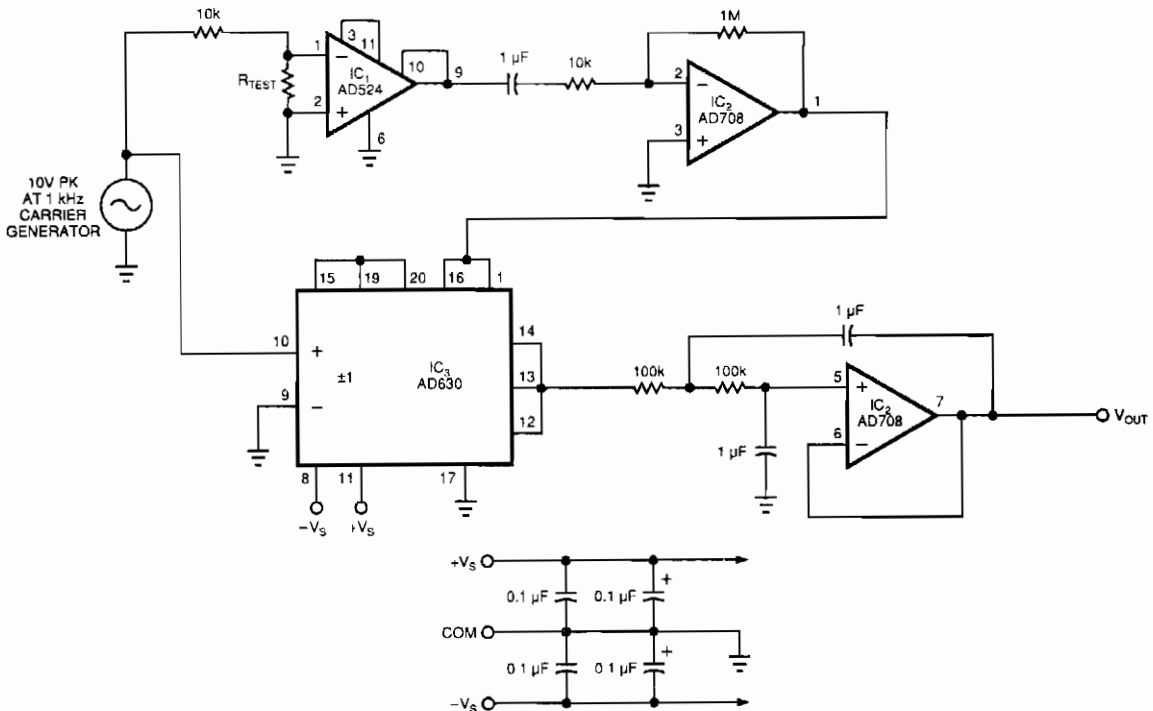 10k
1M
3
11
1
10
9
1 µF
10k
2
IC1
AD524
RTEST
2
6
IC2
AD708
1
3
10V PK
AT 1 kHz
CARRIER
GENERATOR
15
19
20
16
1
10
+
±1
IC3
AD630
14
13
12
9
−
8
11
17
−VS
+VS
100k
100k
1 µF
1 µF
5
6
IC2
AD708
7
VOUT
+VS
0.1 µF
0.1 µF
+
COM
0.1 µF
0.1 µF
+
−VS